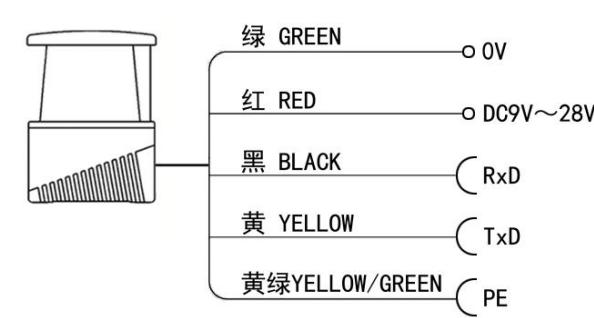 绿 GREEN 0V
红 RED DC9V～28V
黑 BLACK RxD
黄 YELLOW TxD
黄绿YELLOW/GREEN PE